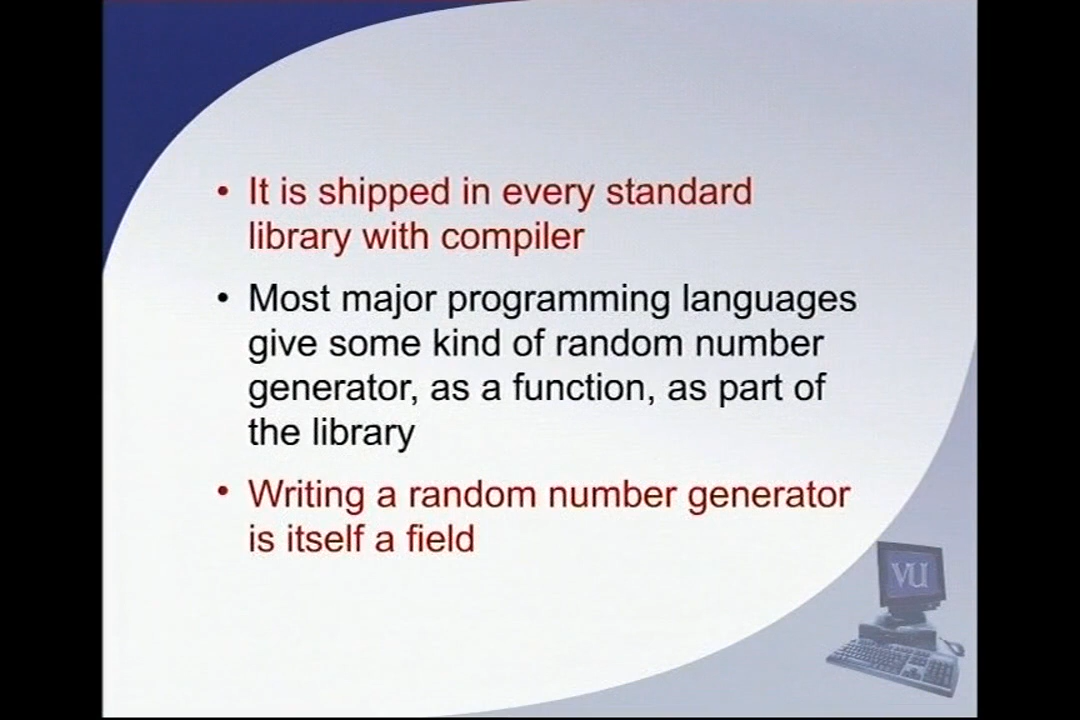 • It is shipped in every standard
library with compiler
• Most major programming languages
give some kind of random number
generator, as a function, as part of
the library
• Writing a random number generator
is itself a field
VU